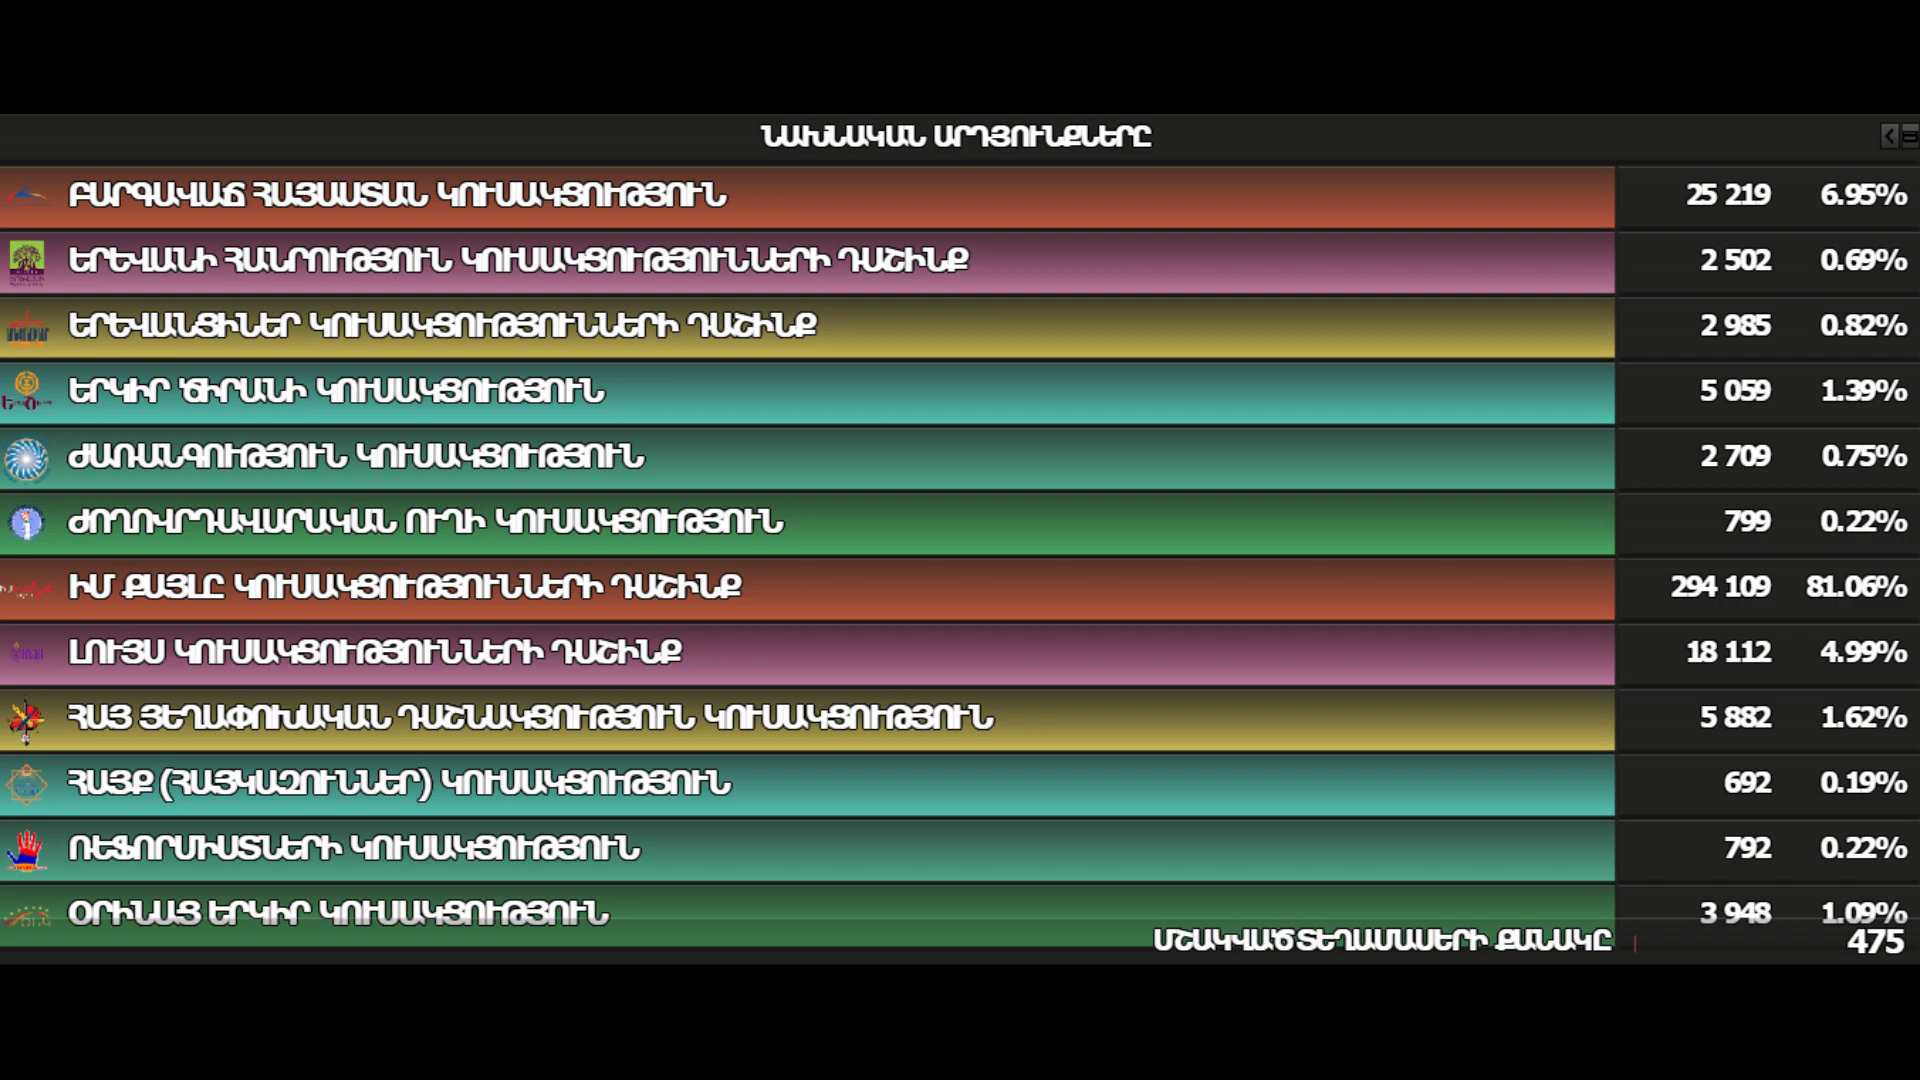 ՆԱԽՆԱԿԱՆ ԱՐԴՅՈՒՆՔՆԵՐԸ
ԲԱՐԳԱՎԱՃ ՀԱՅԱՍՏԱՆ ԿՈՒՍԱԿՑՈՒԹՅՈՒՆ 25 219 6.95%
ԵՐԵՎԱՆԻ ՀԱՆՐՈՒԹՅՈՒՆ ԿՈՒՍԱԿՑՈՒԹՅՈՒՆՆԵՐԻ ԴԱՇԻՆՔ 2 502 0.69%
ԵՐԵՎԱՆՑԻՆԵՐ ԿՈՒՍԱԿՑՈՒԹՅՈՒՆՆԵՐԻ ԴԱՇԻՆՔ 2 985 0.82%
ԵՐԿԻՐ ԾԻՐԱՆԻ ԿՈՒՍԱԿՑՈՒԹՅՈՒՆ 5 059 1.39%
ԺԱՌԱՆԳՈՒԹՅՈՒՆ ԿՈՒՍԱԿՑՈՒԹՅՈՒՆ 2 709 0.75%
ԺՈՂՈՎՐԴԱՎԱՐԱԿԱՆ ՈՒՂԻ ԿՈՒՍԱԿՑՈՒԹՅՈՒՆ 799 0.22%
ԻՄ ՔԱՅԼԸ ԿՈՒՍԱԿՑՈՒԹՅՈՒՆՆԵՐԻ ԴԱՇԻՆՔ 294 109 81.06%
ԼՈՒՅՍ ԿՈՒՍԱԿՑՈՒԹՅՈՒՆՆԵՐԻ ԴԱՇԻՆՔ 18 112 4.99%
ՀԱՅ ՅԵՂԱՓՈԽԱԿԱՆ ԴԱՇՆԱԿՑՈՒԹՅՈՒՆ ԿՈՒՍԱԿՑՈՒԹՅՈՒՆ 5 882 1.62%
ՀԱՅՔ (ՀԱՅԿԱԶՈՒՆՆԵՐ) ԿՈՒՍԱԿՑՈՒԹՅՈՒՆ 692 0.19%
ՌԵՖՈՐՄԻՍՏՆԵՐԻ ԿՈՒՍԱԿՑՈՒԹՅՈՒՆ 792 0.22%
ՕՐԻՆԱՑ ԵՐԿԻՐ ԿՈՒՍԱԿՑՈՒԹՅՈՒՆ 3 948 1.09%
ՄՇԱԿՎԱԾ ՏԵՂԱՄԱՍԵՐԻ ՔԱՆԱԿԸ 475